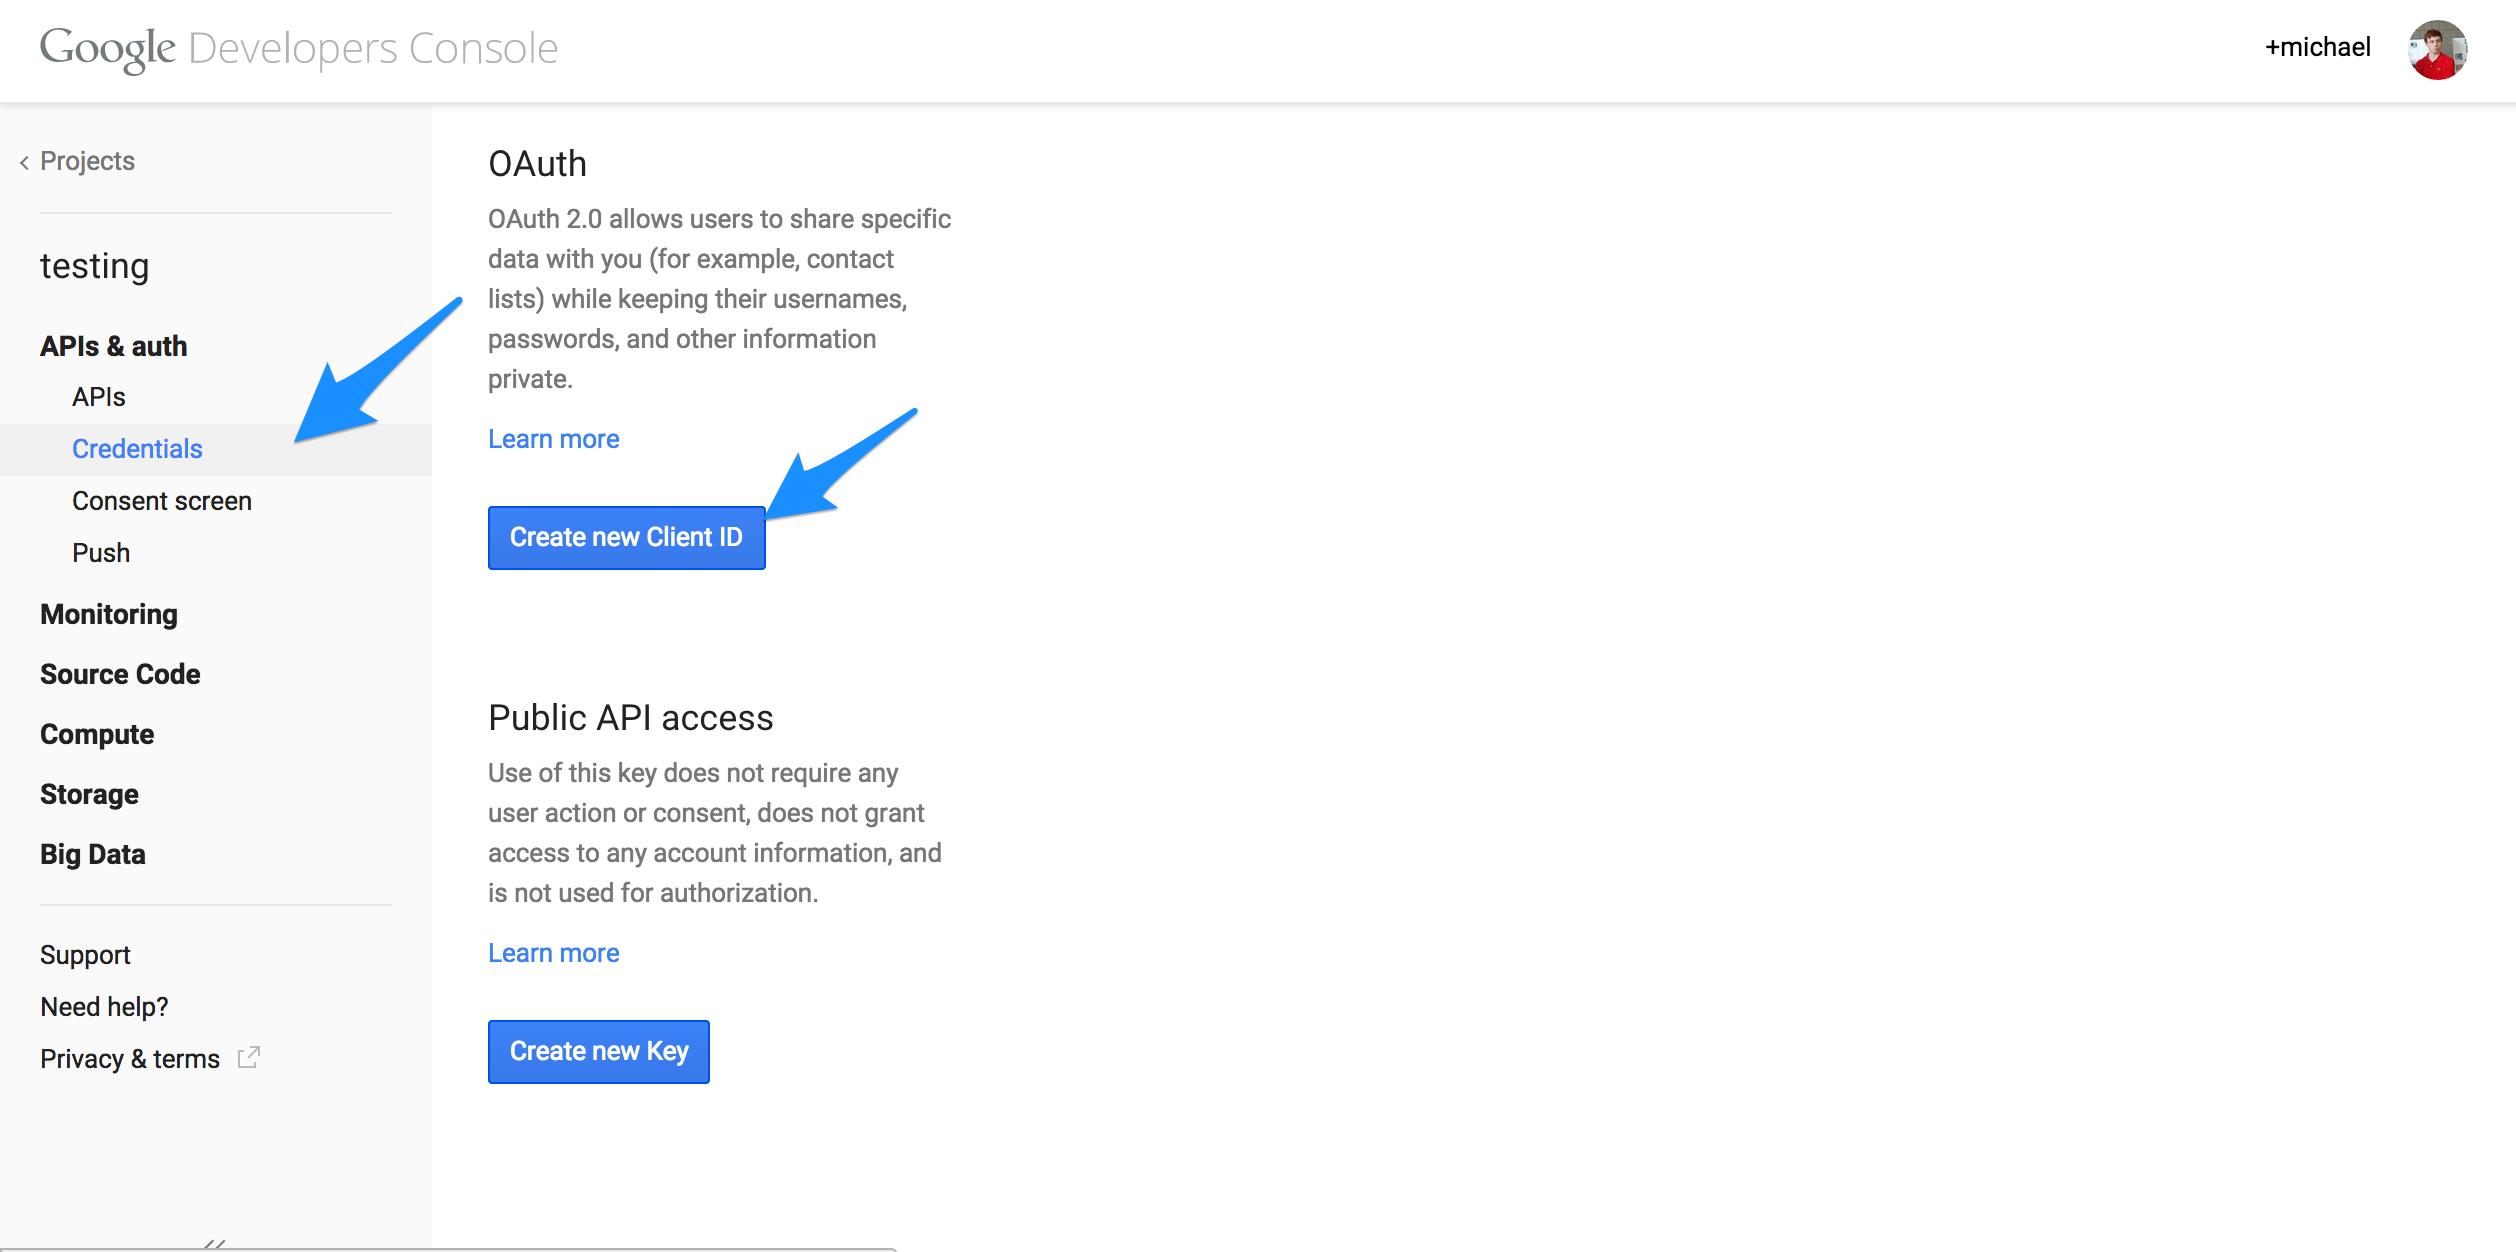 Google Developers Console
+michael
Projects
testing
APIs & auth
APIs
Credentials
Consent screen
Push
Monitoring
Source Code
Compute
Storage
Big Data
Support
Need help?
Privacy & terms
OAuth
OAuth 2.0 allows users to share specific
data with you (for example, contact
lists) while keeping their usernames,
passwords, and other information
private.
Learn more
Create new Client ID
Public API access
Use of this key does not require any
user action or consent, does not grant
access to any account information, and
is not used for authorization.
Learn more
Create new Key